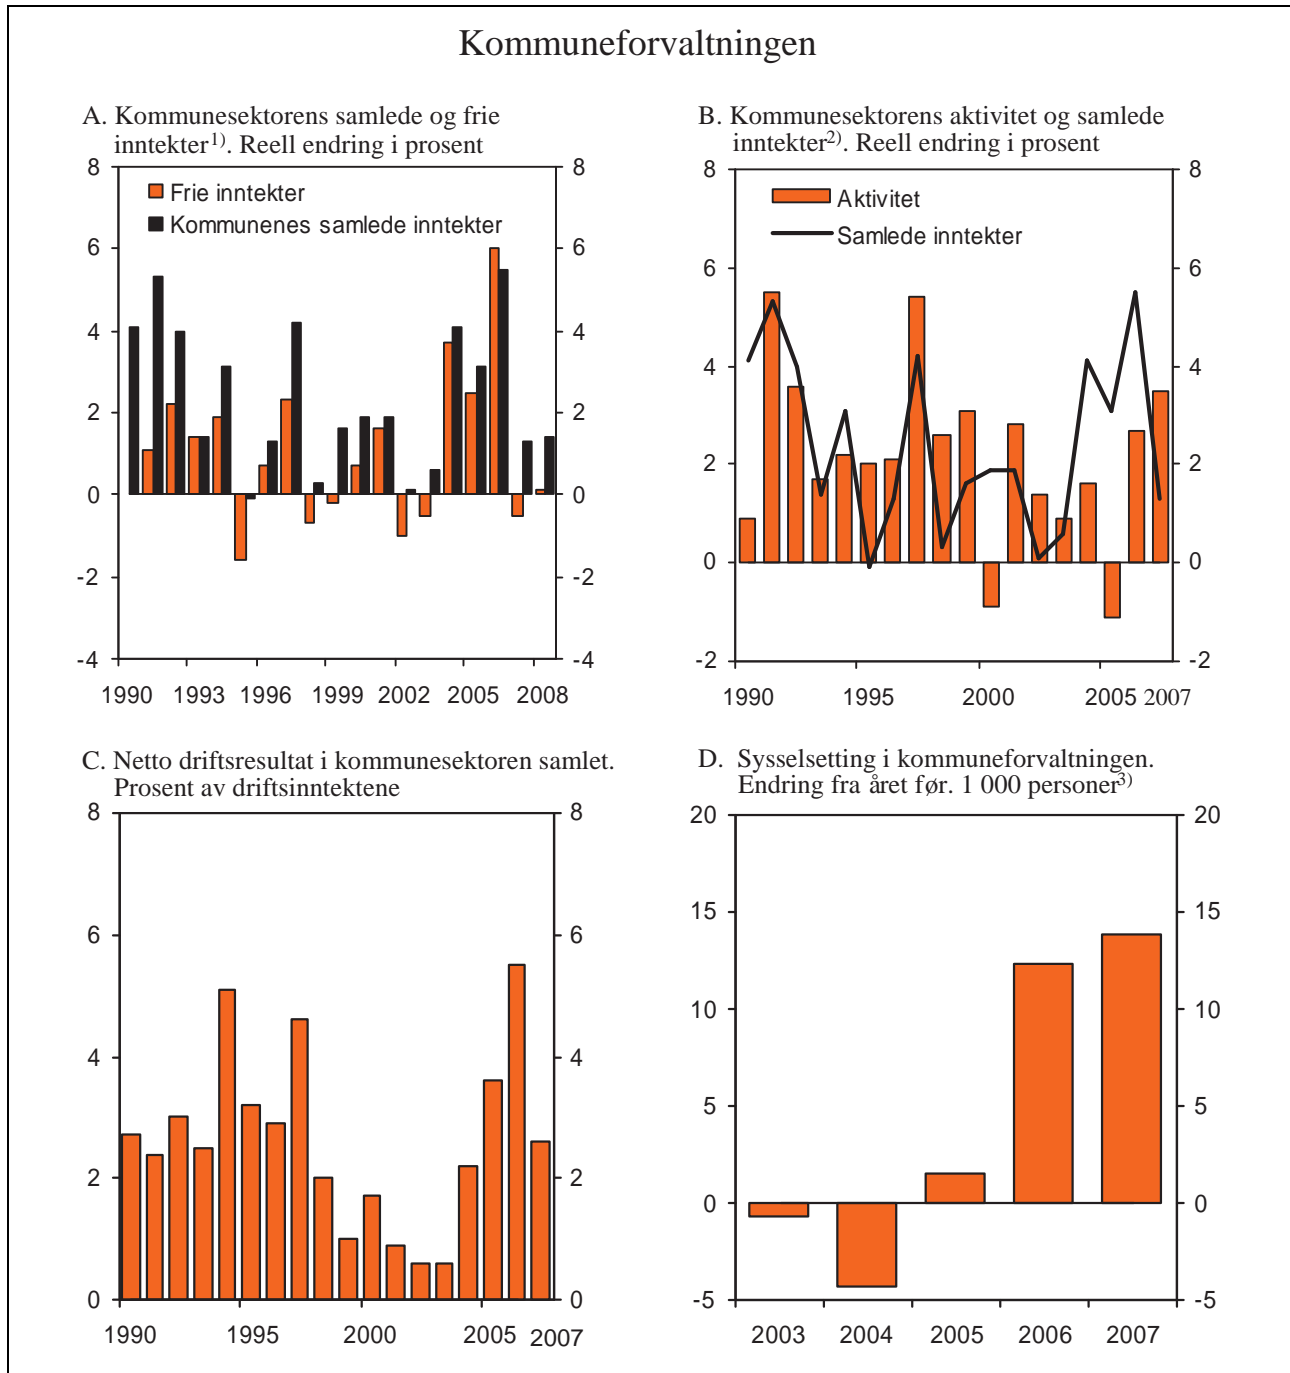 Kommuneforvaltningen
A. Kommunesektorens samlede og frie
inntekter1). Reell endring i prosent
8 8
Frie inntekter
Kommunenes samlede inntekter
6 6
4 4
2 2
0 0
-2 -2
-4 -4
1990 1993 1996 1999 2002 2005 2008
B. Kommunesektorens aktivitet og samlede
inntekter2). Reell endring i prosent
8 8
Aktivitet
Samlede inntekter
6 6
4 4
2 2
0 0
-2 -2
1990 1995 2000 2005 2007
C. Netto driftsresultat i kommunesektoren samlet.
Prosent av driftsinntektene
8 8
6 6
4 4
2 2
0 0
1990 1995 2000 2005 2007
D. Sysselsetting i kommuneforvaltningen.
Endring fra året før. 1 000 personer3)
20 20
15 15
10 10
5 5
0 0
-5 -5
2003 2004 2005 2006 2007